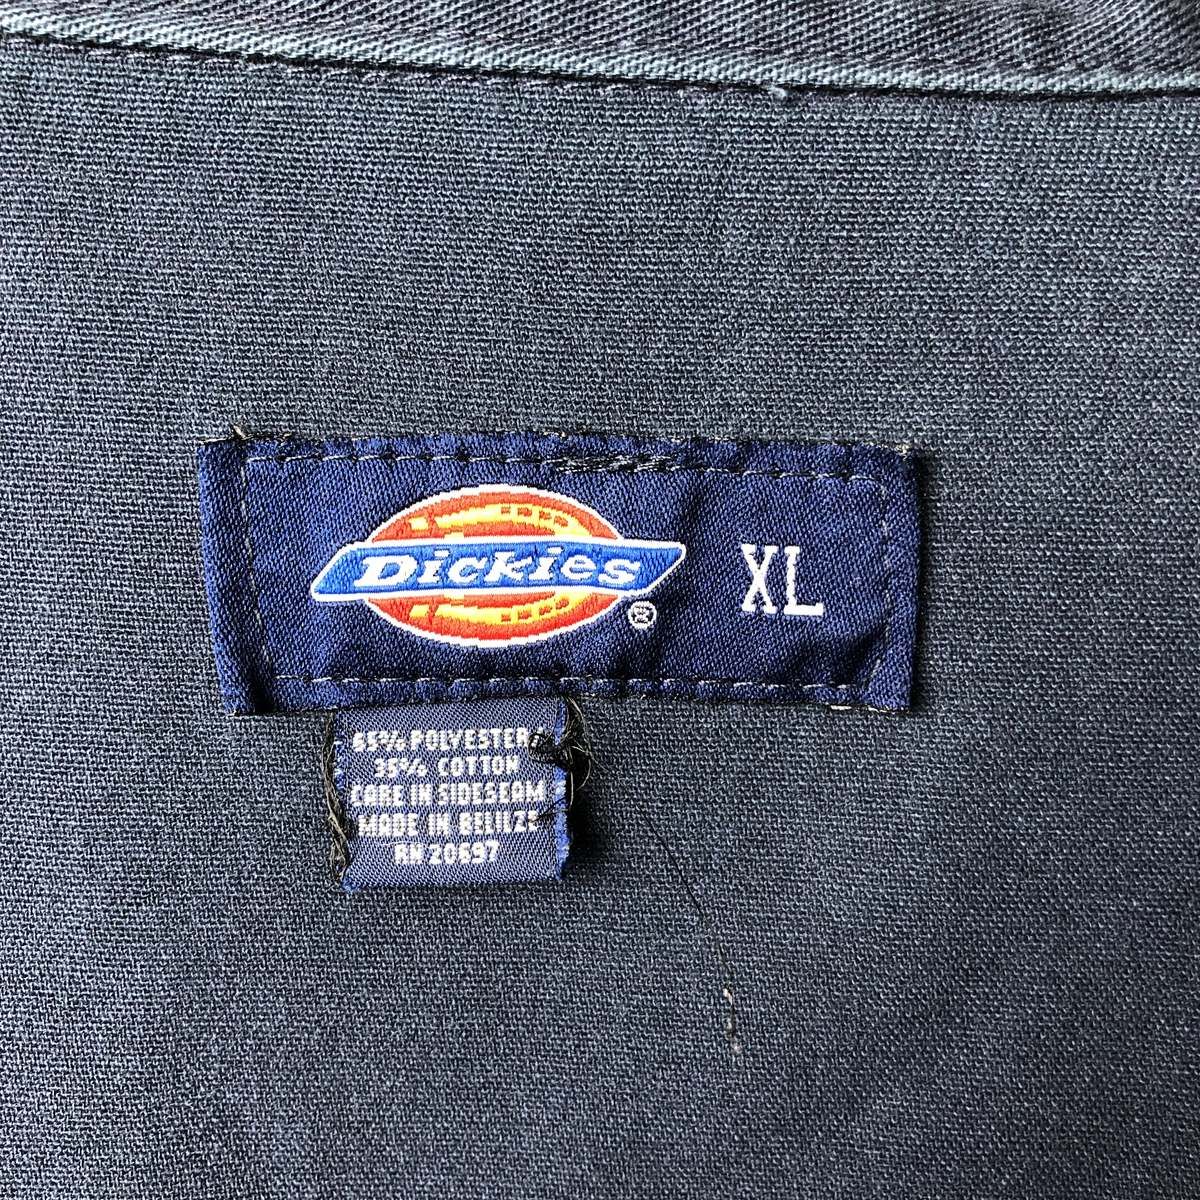 Dickies ® XL
65% POLYESTER
35% COTTON
CARE IN SIDESEAM
MADE IN BELIZE
RN 20697